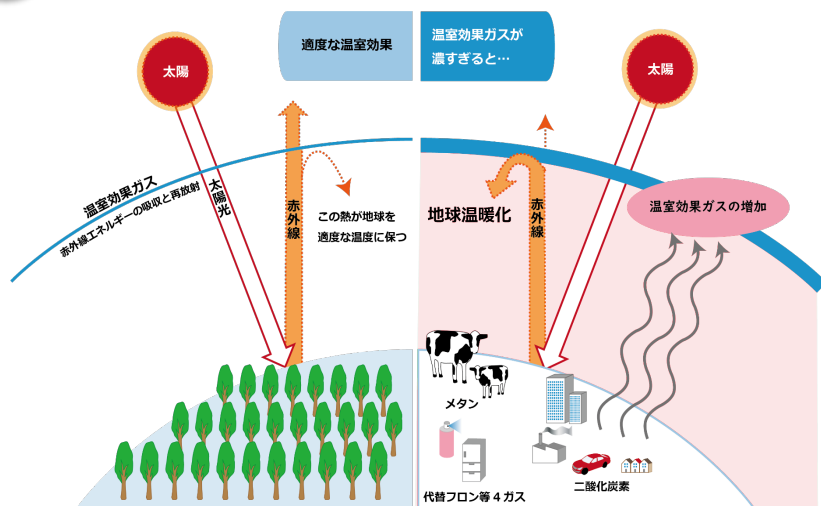 適度な温室効果
温室効果ガスが
濃すぎると…
太陽
太陽
温室効果ガス
赤外線エネルギーの吸収と再放射
太陽光
赤外線
この熱が地球を
適度な温度に保つ
地球温暖化
赤外線
温室効果ガスの増加
メタン
代替フロン等4ガス
二酸化炭素